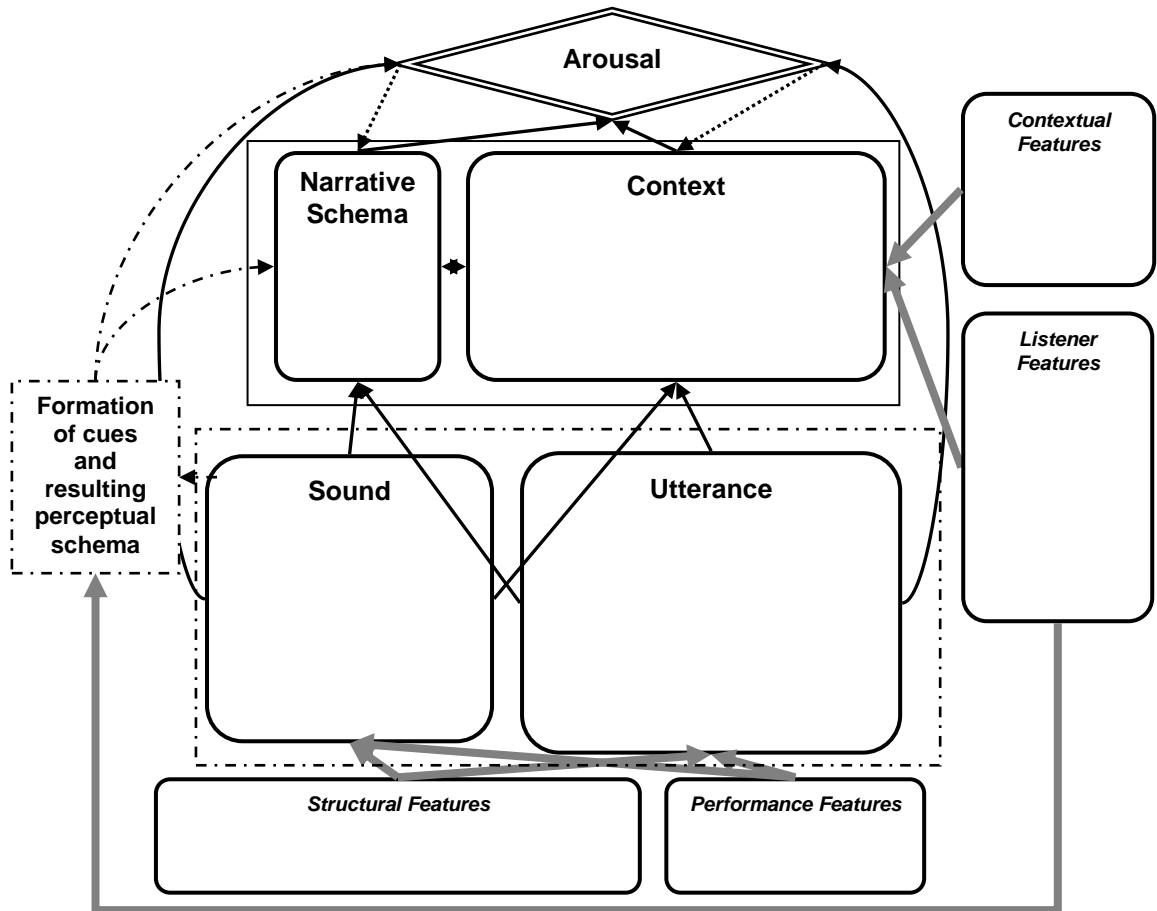 Arousal
Contextual
Features
Narrative
Schema
Context
Listener
Features
Formation
of cues
and
resulting
perceptual
schema
Sound
Utterance
Structural Features
Performance Features